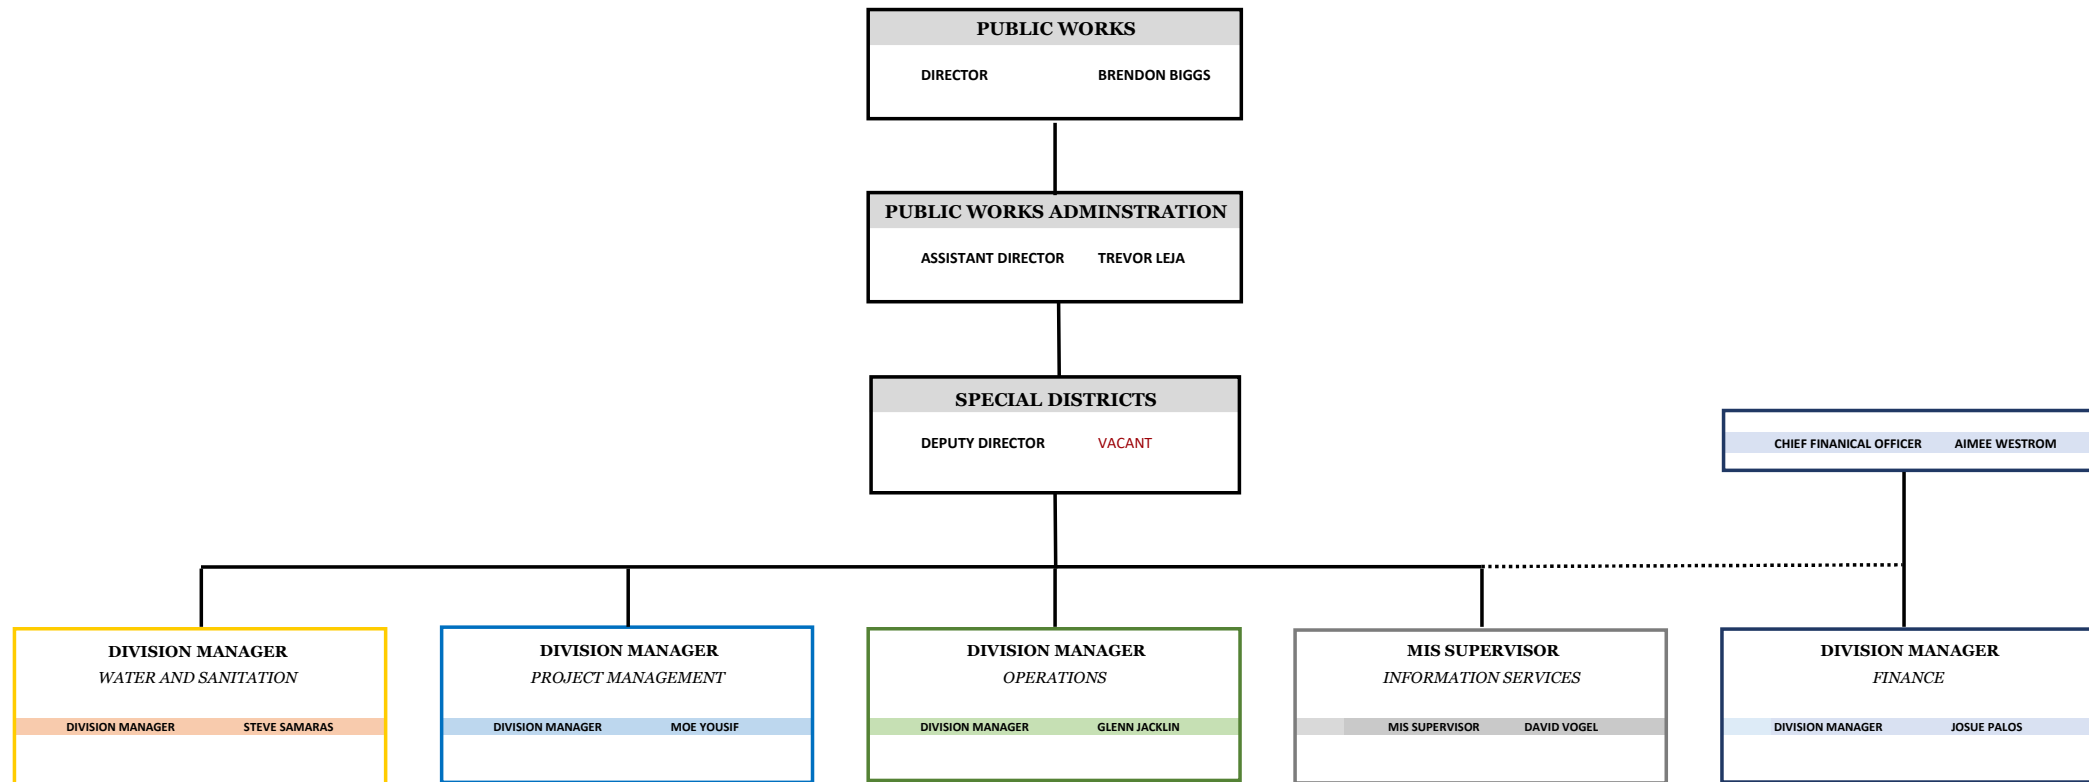 PUBLIC WORKS
DIRECTOR BRENDON BIGGS
PUBLIC WORKS ADMINSTRATION
ASSISTANT DIRECTOR TREVOR LEJA
SPECIAL DISTRICTS
DEPUTY DIRECTOR VACANT
CHIEF FINANICAL OFFICER AIMEE WESTROM
DIVISION MANAGER
WATER AND SANITATION
DIVISION MANAGER STEVE SAMARAS
DIVISION MANAGER
PROJECT MANAGEMENT
DIVISION MANAGER MOE YOUSIF
DIVISION MANAGER
OPERATIONS
DIVISION MANAGER GLENN JACKLIN
MIS SUPERVISOR
INFORMATION SERVICES
MIS SUPERVISOR DAVID VOGEL
DIVISION MANAGER
FINANCE
DIVISION MANAGER JOSUE PALOS